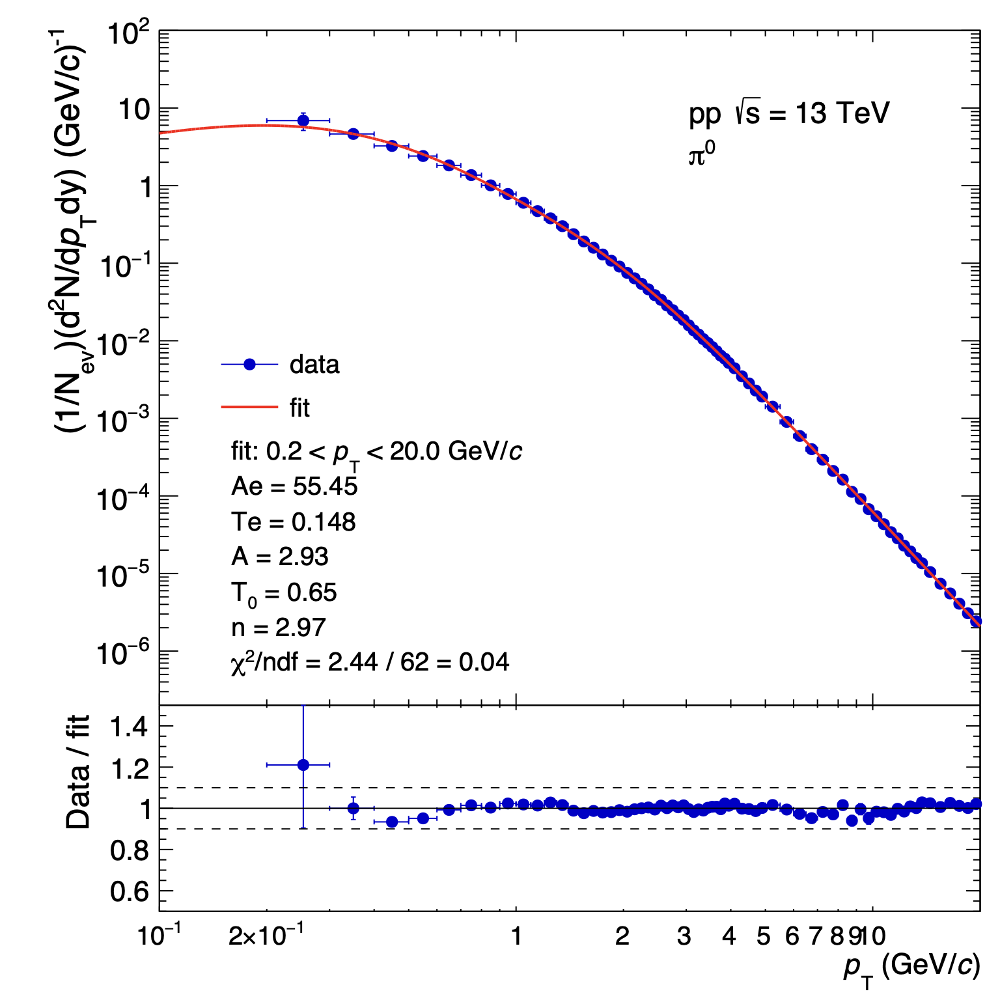 (1/N_ev)(d²N/dp_Tdy) (GeV/c)⁻¹
10²
10
1
10⁻¹
10⁻²
10⁻³
10⁻⁴
10⁻⁵
10⁻⁶
pp √s = 13 TeV
π⁰
data
fit
fit: 0.2 < p_T < 20.0 GeV/c
Ae = 55.45
Te = 0.148
A = 2.93
T₀ = 0.65
n = 2.97
χ²/ndf = 2.44 / 62 = 0.04
Data / fit
1.4
1.2
1
0.8
0.6
10⁻¹ 2×10⁻¹ 1 2 3 4 5 6 7 8 9 10
p_T (GeV/c)